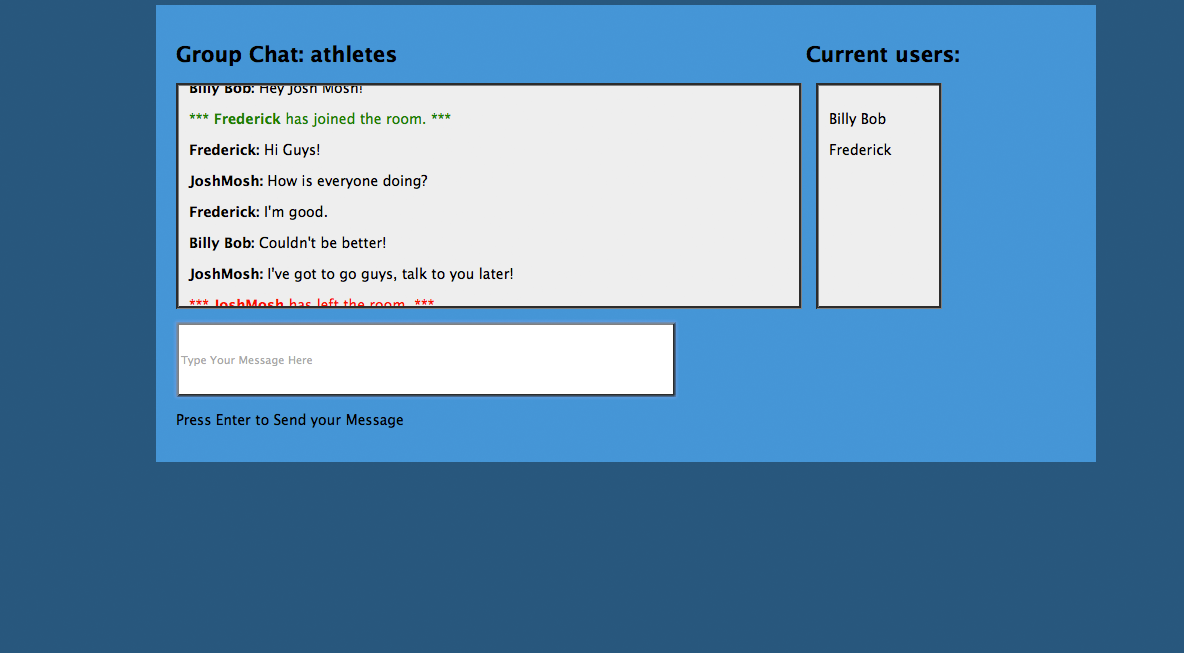 Group Chat: athletes
Current users:
Billy Bob: Hey Josh Mosh!
*** Frederick has joined the room. ***
Frederick: Hi Guys!
JoshMosh: How is everyone doing?
Frederick: I'm good.
Billy Bob: Couldn't be better!
JoshMosh: I've got to go guys, talk to you later!
*** JoshMosh has left the room. ***
Billy Bob
Frederick
Type Your Message Here
Press Enter to Send your Message